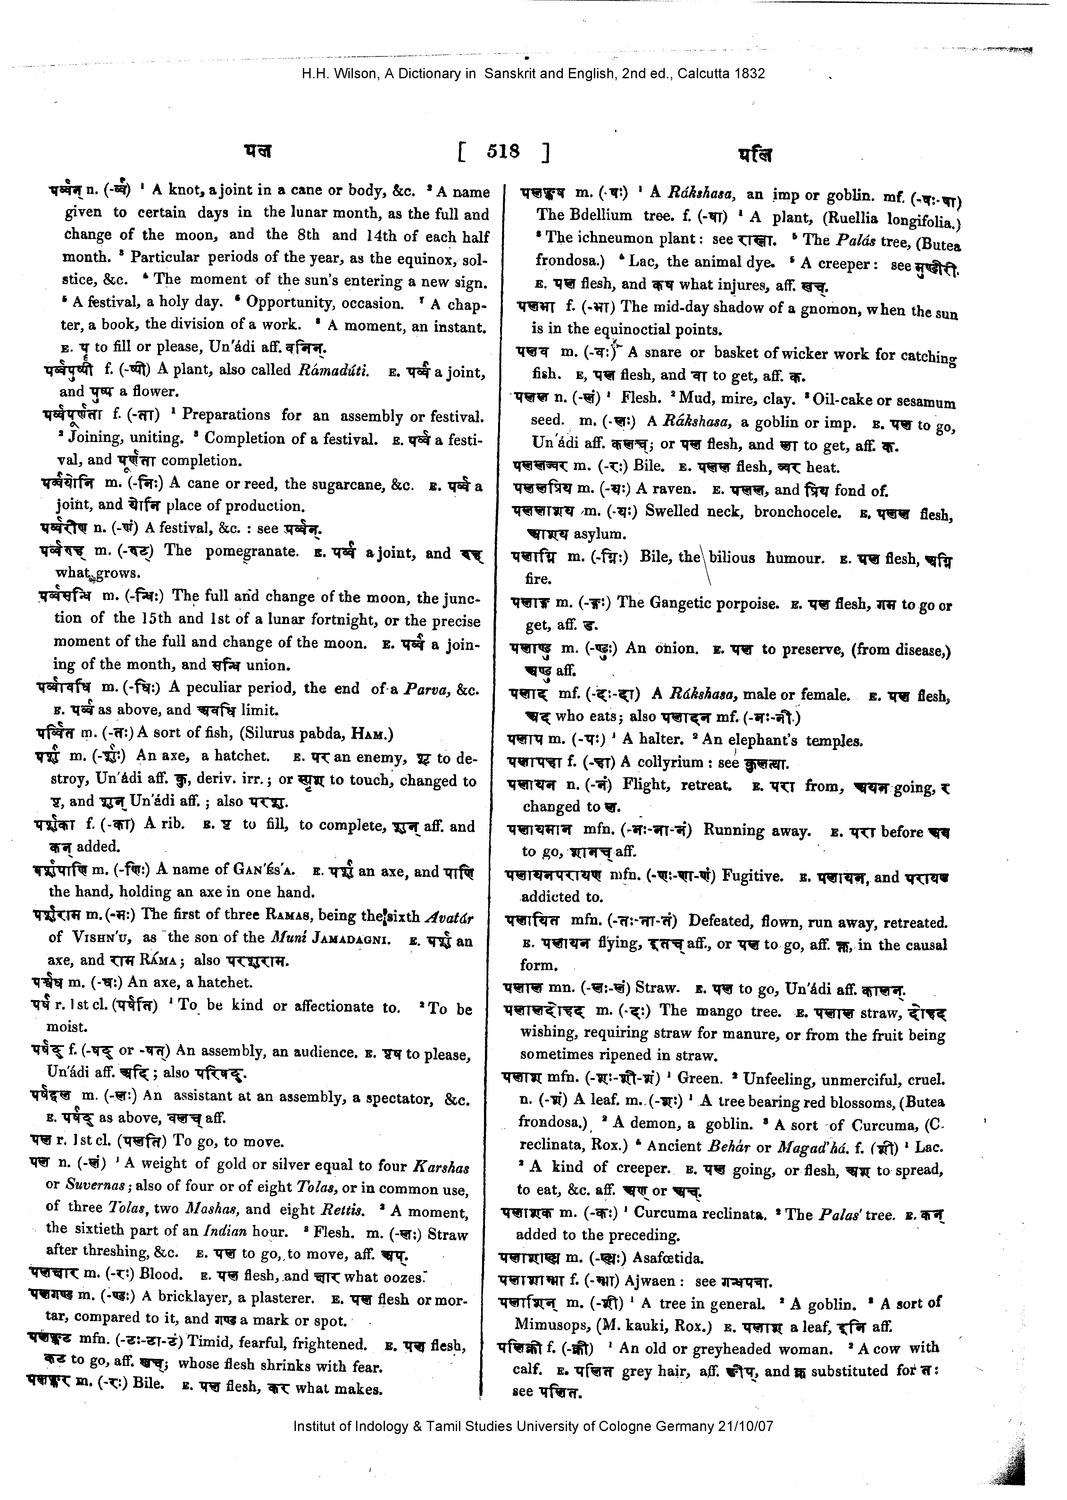 H.H. Wilson, A Dictionary in Sanskrit and English, 2nd ed., Calcutta 1832
पल [ 518 ] पलि
पर्व्वन् n. (-र्व्व) ¹ A knot, a joint in a cane or body, &c. ² A name
given to certain days in the lunar month, as the full and
change of the moon, and the 8th and 14th of each half
month. ³ Particular periods of the year, as the equinox, sol-
stice, &c. ⁴ The moment of the sun's entering a new sign.
⁵ A festival, a holy day. ⁶ Opportunity, occasion. ⁷ A chap-
ter, a book, the division of a work. ⁸ A moment, an instant.
E. पॄ to fill or please, Un'ádi aff. वनिन्.
पर्व्वपुष्पी f. (-ष्पी) A plant, also called Rámadúti. E. पर्व्व a joint,
and पुष्प a flower.
पर्व्वपूर्णता f. (-ता) ¹ Preparations for an assembly or festival.
² Joining, uniting. ³ Completion of a festival. E. पर्व्व a festi-
val, and पूर्णता completion.
पर्व्वयोनि m. (-निः) A cane or reed, the sugarcane, &c. E. पर्व्व a
joint, and योनि place of production.
पर्व्वरीण n. (-णं) A festival, &c. : see पर्व्वन्.
पर्व्वरुह् m. (-रुट्) The pomegranate. E. पर्व्व a joint, and रुह्
what grows.
पर्व्वसन्धि m. (-न्धिः) The full and change of the moon, the junc-
tion of the 15th and 1st of a lunar fortnight, or the precise
moment of the full and change of the moon. E. पर्व्व a join-
ing of the month, and सन्धि union.
पर्व्वावधि m. (-धिः) A peculiar period, the end of a Parva, &c.
E. पर्व्व as above, and अवधि limit.
पर्व्वित m. (-तः) A sort of fish, (Silurus pabda, HAM.)
पर्शु m. (-र्शुः) An axe, a hatchet. E. पर an enemy, शॄ to de-
stroy, Un'ádi aff. कु, deriv. irr.; or स्पृश to touch, changed to
पृ, and शुन् Un'ádi aff. ; also परशु.
पर्शुका f. (-का) A rib. E. पृ to fill, to complete, शुन् aff. and
कन् added.
पर्शुपाणि m. (-णिः) A name of GAN'ÉS'A. E. पर्शु an axe, and पाणि
the hand, holding an axe in one hand.
पर्शुराम m. (-मः) The first of three RAMAS, being the sixth Avatár
of VISHN'U, as the son of the Muni JAMADAGNI. E. पर्शु an
axe, and राम RÁMA ; also परशुराम.
पर्श्वध m. (-धः) An axe, a hatchet.
पर्ष r. 1st cl. (पर्षति) ¹ To be kind or affectionate to. ² To be
moist.
पर्षद् f. (-षद् or -षत्) An assembly, an audience. E. पृष to please,
Un'ádi aff. अदि ; also परिषद्.
पर्षद्वल m. (-लः) An assistant at an assembly, a spectator, &c.
E. पर्षद् as above, वलच् aff.
पल r. 1st cl. (पलति) To go, to move.
पल n. (-लं) ¹ A weight of gold or silver equal to four Karshas
or Suvernas; also of four or of eight Tolas, or in common use,
of three Tolas, two Mashas, and eight Rettis. ² A moment,
the sixtieth part of an Indian hour. ³ Flesh. m. (-लः) Straw
after threshing, &c. E. पल to go, to move, aff. अप्.
पलक्षार m. (-रः) Blood. E. पल flesh, and क्षार what oozes.
पलगण्ड m. (-ण्डः) A bricklayer, a plasterer. E. पल flesh or mor-
tar, compared to it, and गण्ड a mark or spot.
पलङ्कट mfn. (-टः-टा-टं) Timid, fearful, frightened. E. पल flesh,
कट to go, aff. खच्; whose flesh shrinks with fear.
पलङ्कर m. (-रः) Bile. E. पल flesh, कर what makes.
पलङ्कष m. (-षः) ¹ A Rákshasa, an imp or goblin. mf. (-षः-षा)
The Bdellium tree. f. (-षा) ¹ A plant, (Ruellia longifolia.)
² The ichneumon plant : see रास्ना. ³ The Palás tree, (Butea
frondosa.) ⁴ Lac, the animal dye. ⁵ A creeper : see मुण्डीरी.
E. पल flesh, and कष what injures, aff. खच्.
पलभा f. (-भा) The mid-day shadow of a gnomon, when the sun
is in the equinoctial points.
पलव m. (-वः) A snare or basket of wicker work for catching
fish. E, पल flesh, and वा to get, aff. क.
पलल n. (-लं) ¹ Flesh. ² Mud, mire, clay. ³ Oil-cake or sesamum
seed. m. (-लः) A Rákshasa, a goblin or imp. E. पल to go,
Un'ádi aff. कलच्; or पल flesh, and ला to get, aff. क.
पललज्वर m. (-रः) Bile. E. पलल flesh, ज्वर heat.
पललप्रिय m. (-यः) A raven. E. पलल, and प्रिय fond of.
पललाशय m. (-यः) Swelled neck, bronchocele. E. पलल flesh,
आशय asylum.
पलाग्नि m. (-ग्निः) Bile, the bilious humour. E. पल flesh, अग्नि
fire.
पलाङ्ग m. (-ङ्गः) The Gangetic porpoise. E. पल flesh, गम to go or
get, aff. ड.
पलाण्डु m. (-ण्डुः) An onion. E. पल to preserve, (from disease,)
अण्डु aff.
पलाद mf. (-दः-दा) A Rákshasa, male or female. E. पल flesh,
अद who eats; also पलादन mf. (-नः-नी.)
पलाप m. (-पः) ¹ A halter. ² An elephant's temples.
पलापहा f. (-हा) A collyrium : see कुलत्था.
पलायन n. (-नं) Flight, retreat. E. परा from, अयन going, र
changed to ल.
पलायमान mfn. (-नः-ना-नं) Running away. E. परा before अय
to go, शानच् aff.
पलायनपरायण mfn. (-णः-णा-णं) Fugitive. E. पलायन, and परायण
addicted to.
पलायित mfn. (-तः-ता-तं) Defeated, flown, run away, retreated.
E. पलायन flying, इतच् aff., or पल to go, aff. क्त, in the causal
form.
पलाल mn. (-लः-लं) Straw. E. पल to go, Un'ádi aff. कालन्.
पलालदोहद m. (-दः) The mango tree. E. पलाल straw, दोहद
wishing, requiring straw for manure, or from the fruit being
sometimes ripened in straw.
पलाश mfn. (-शः-शी-शं) ¹ Green. ² Unfeeling, unmerciful, cruel.
n. (-शं) A leaf. m. (-शः) ¹ A tree bearing red blossoms, (Butea
frondosa.) ² A demon, a goblin. ³ A sort of Curcuma, (C.
reclinata, Rox.) ⁴ Ancient Behár or Magad'há. f. (शी) ¹ Lac.
² A kind of creeper. E. पल going, or flesh, अश to spread,
to eat, &c. aff. अण् or अच्.
पलाशक m. (-कः) ¹ Curcuma reclinata. ² The Palas' tree. E. कन्
added to the preceding.
पलाशाख्य m. (-ख्यः) Asafœtida.
पलाशाम्भा f. (-म्भा) Ajwaen : see गन्धपत्रा.
पलाशिन् m. (-शी) ¹ A tree in general. ² A goblin. ³ A sort of
Mimusops, (M. kauki, Rox.) E. पलाश a leaf, इनि aff.
पलिक्नी f. (-क्नी) ¹ An old or greyheaded woman. ² A cow with
calf. E. पलित grey hair, aff. ङीप्, and क्न substituted for त :
see पलित.
Institut of Indology & Tamil Studies University of Cologne Germany 21/10/07